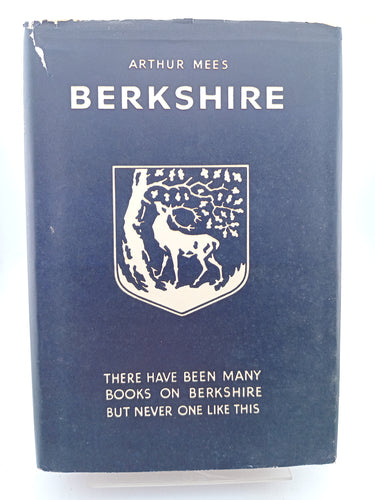 ARTHUR MEES
BERKSHIRE
THERE HAVE BEEN MANY
BOOKS ON BERKSHIRE
BUT NEVER ONE LIKE THIS